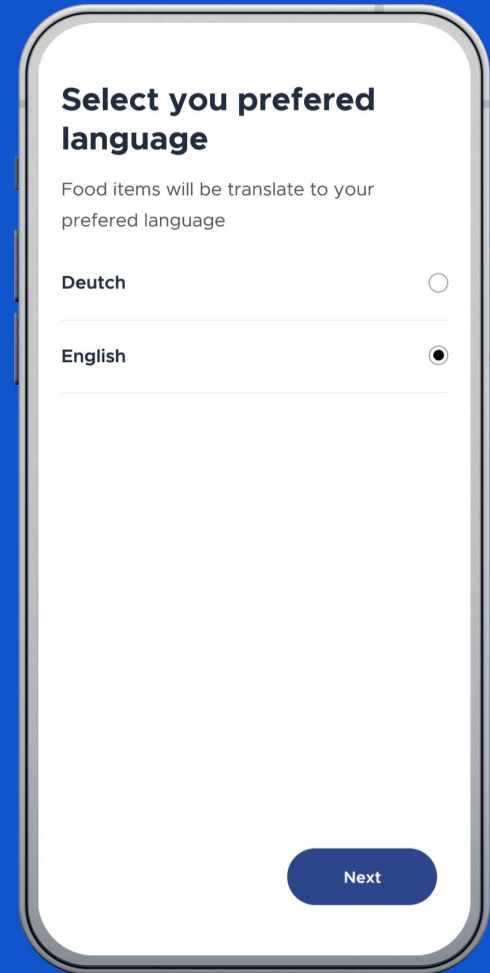 Select you prefered
language
Food items will be translate to your
prefered language
Deutch
English
Next